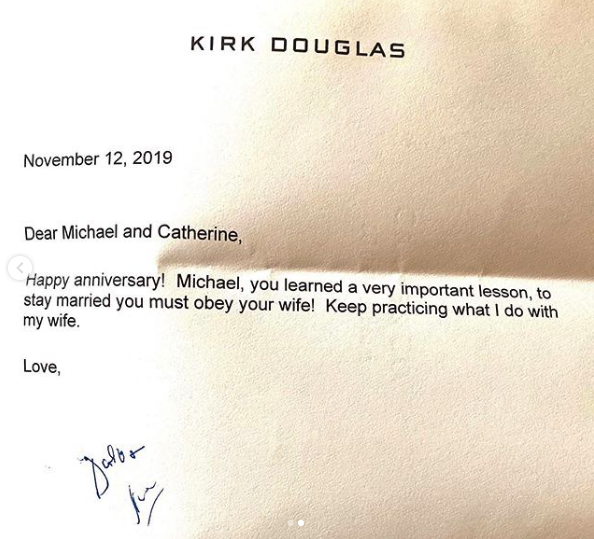 KIRK DOUGLAS
November 12, 2019
Dear Michael and Catherine,
Happy anniversary!  Michael, you learned a very important lesson, to
stay married you must obey your wife!  Keep practicing what I do with
my wife.
Love,